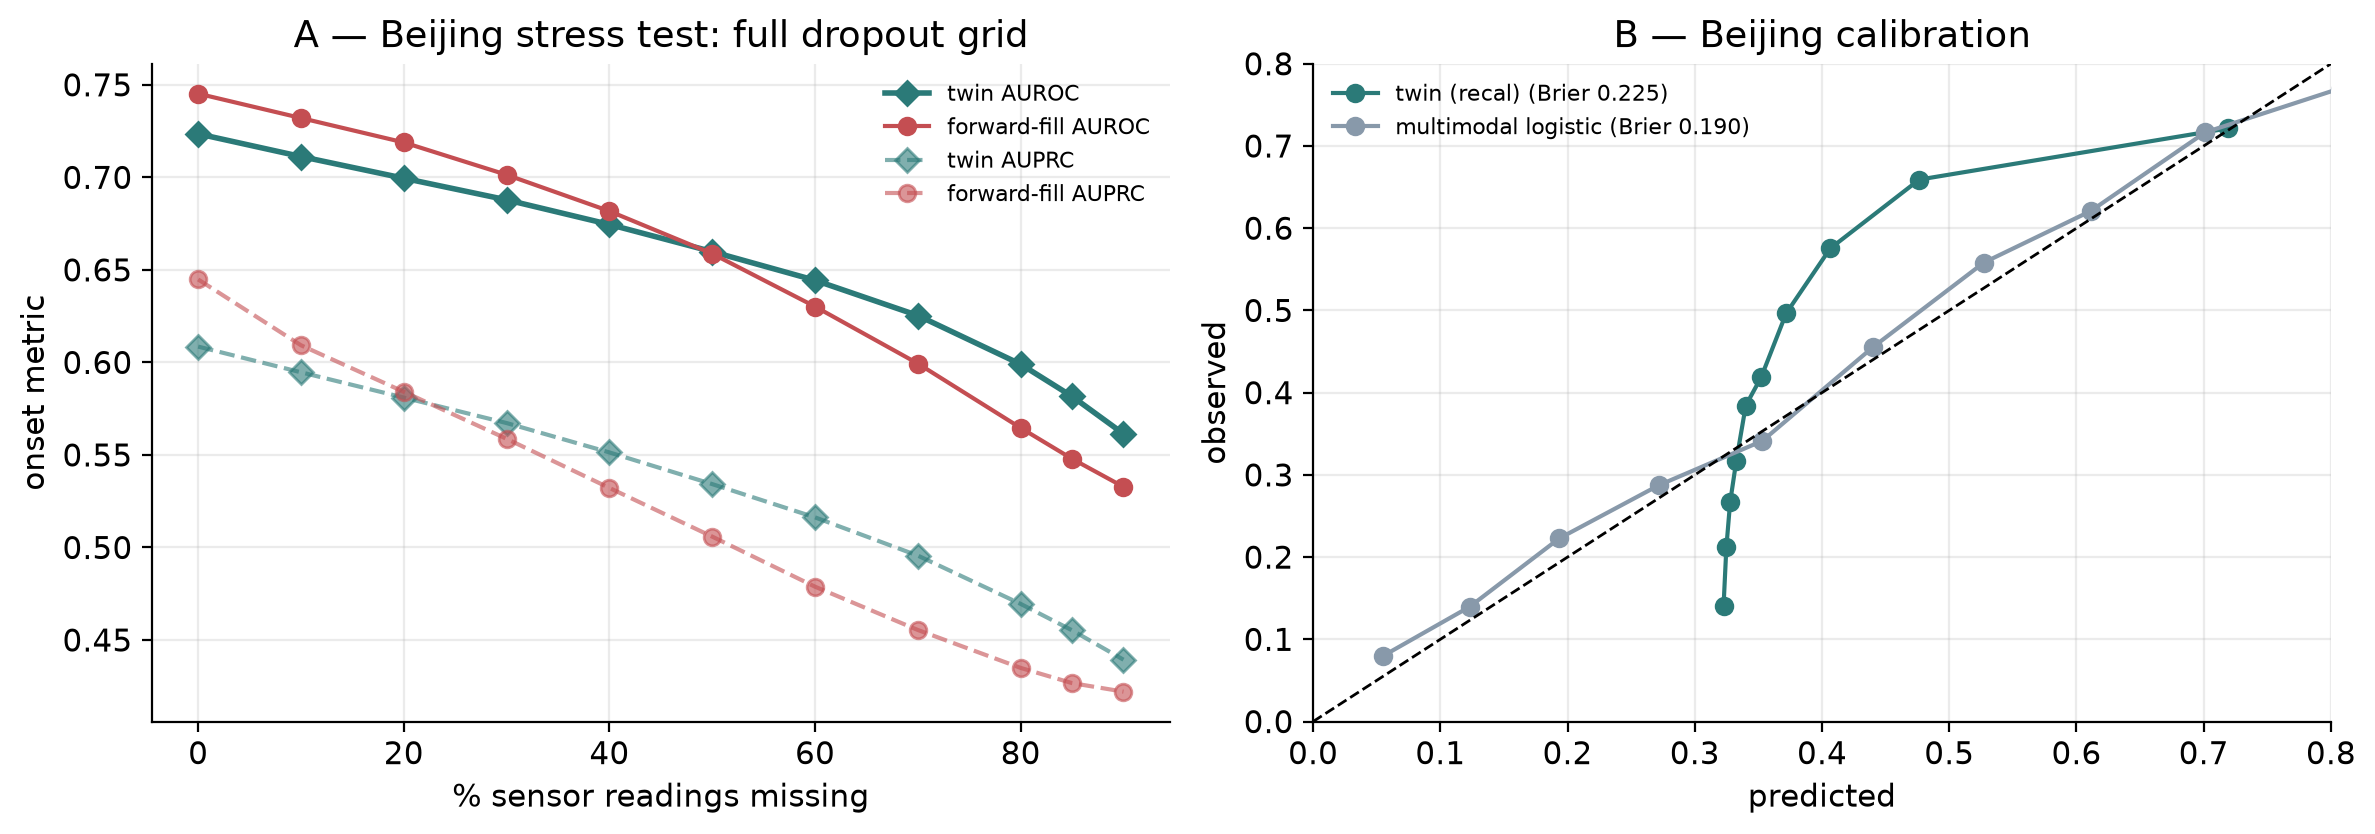 A — Beijing stress test: full dropout grid
twin AUROC
forward-fill AUROC
twin AUPRC
forward-fill AUPRC
onset metric
0.75
0.70
0.65
0.60
0.55
0.50
0.45
0 20 40 60 80
% sensor readings missing
B — Beijing calibration
twin (recal) (Brier 0.225)
multimodal logistic (Brier 0.190)
observed
0.8
0.7
0.6
0.5
0.4
0.3
0.2
0.1
0.0
0.0 0.1 0.2 0.3 0.4 0.5 0.6 0.7 0.8
predicted